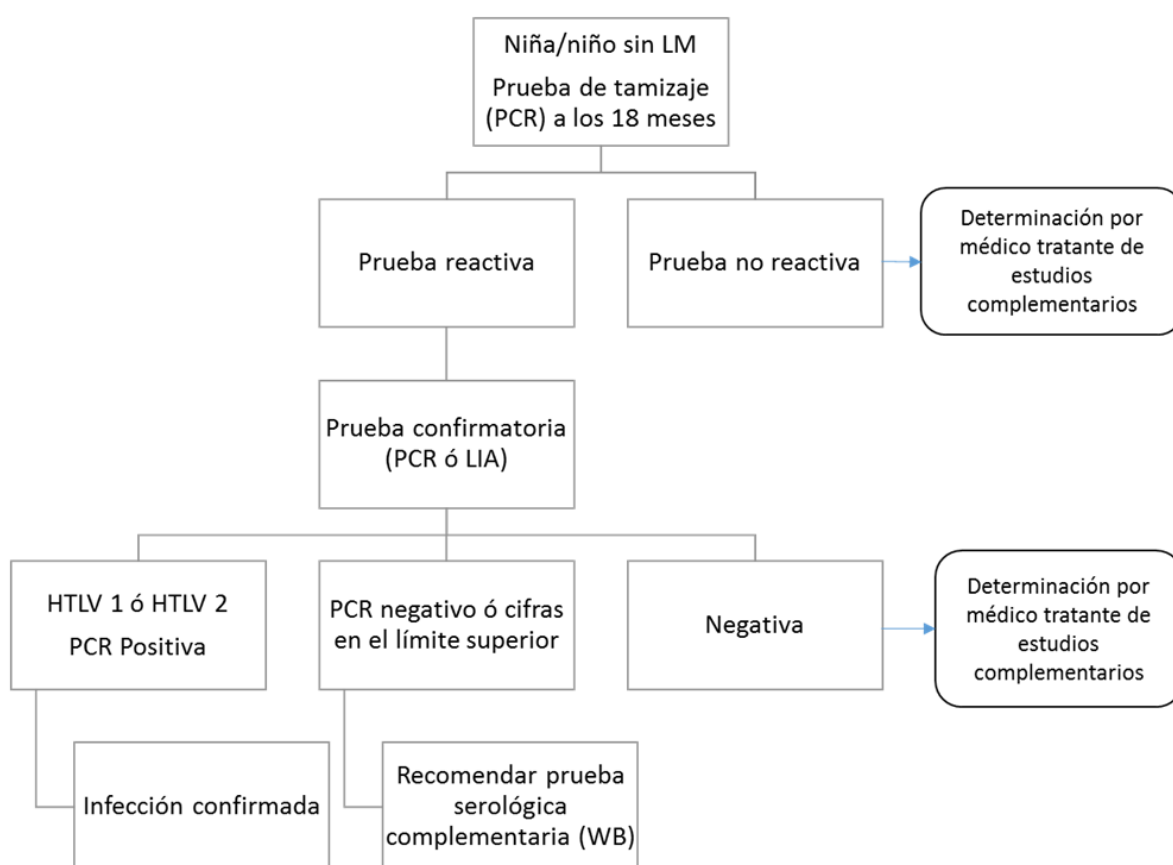 Niña/niño sin LM
Prueba de tamizaje
(PCR) a los 18 meses
Prueba reactiva
Prueba no reactiva
Determinación por
médico tratante de
estudios
complementarios
Prueba confirmatoria
(PCR ó LIA)
HTLV 1 ó HTLV 2
PCR Positiva
PCR negativo ó cifras
en el límite superior
Negativa
Determinación por
médico tratante de
estudios
complementarios
Infección confirmada
Recomendar prueba
serológica
complementaria (WB)